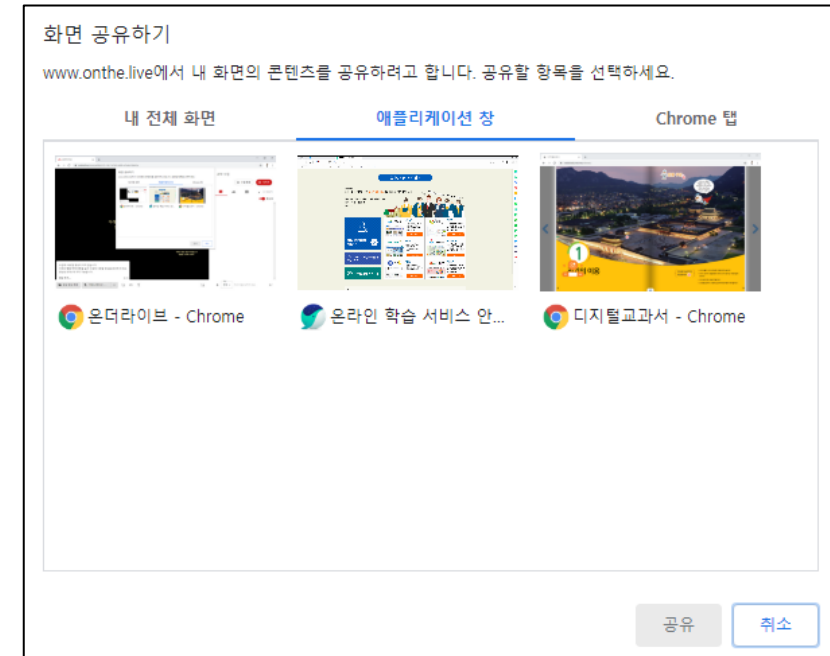 화면 공유하기
www.onthe.live에서 내 화면의 콘텐츠를 공유하려고 합니다. 공유할 항목을 선택하세요.
내 전체 화면 애플리케이션 창 Chrome 탭
1
온더라이브 - Chrome 온라인 학습 서비스 안... 디지털교과서 - Chrome
공유 취소